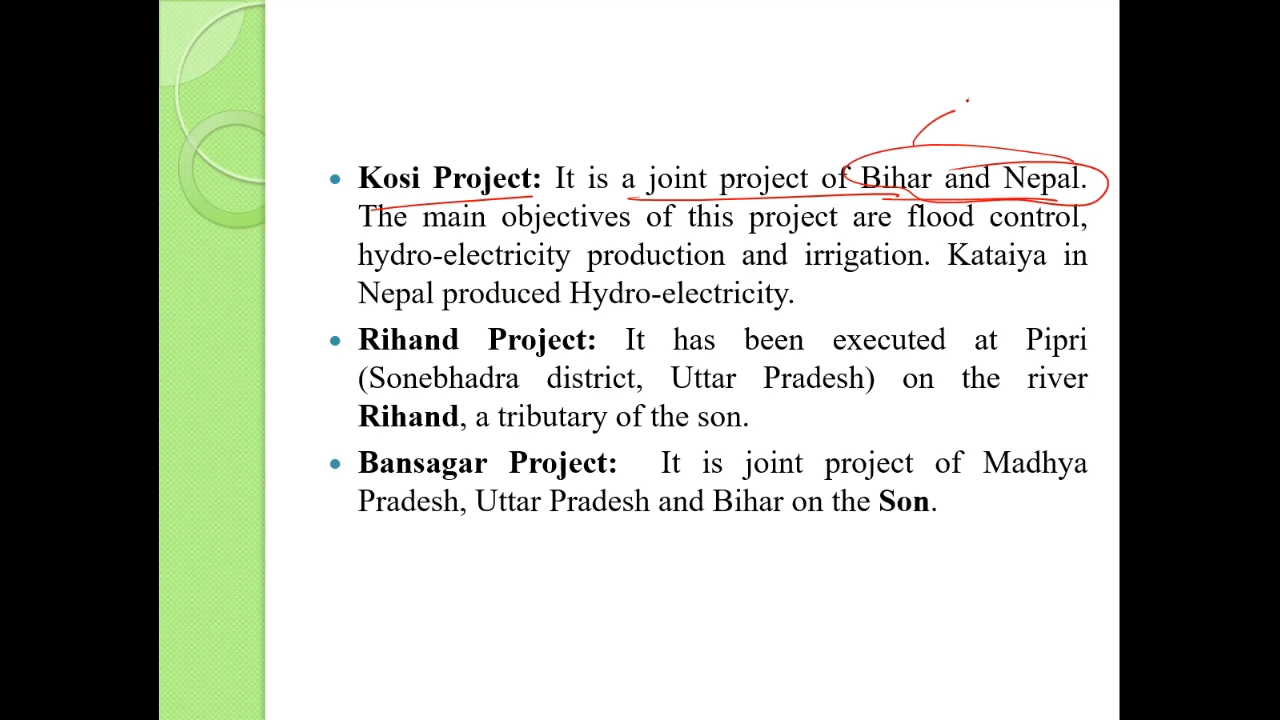 • Kosi Project: It is a joint project of Bihar and Nepal.
The main objectives of this project are flood control,
hydro-electricity production and irrigation. Kataiya in
Nepal produced Hydro-electricity.
• Rihand Project: It has been executed at Pipri
(Sonebhadra district, Uttar Pradesh) on the river
Rihand, a tributary of the son.
• Bansagar Project: It is joint project of Madhya
Pradesh, Uttar Pradesh and Bihar on the Son.